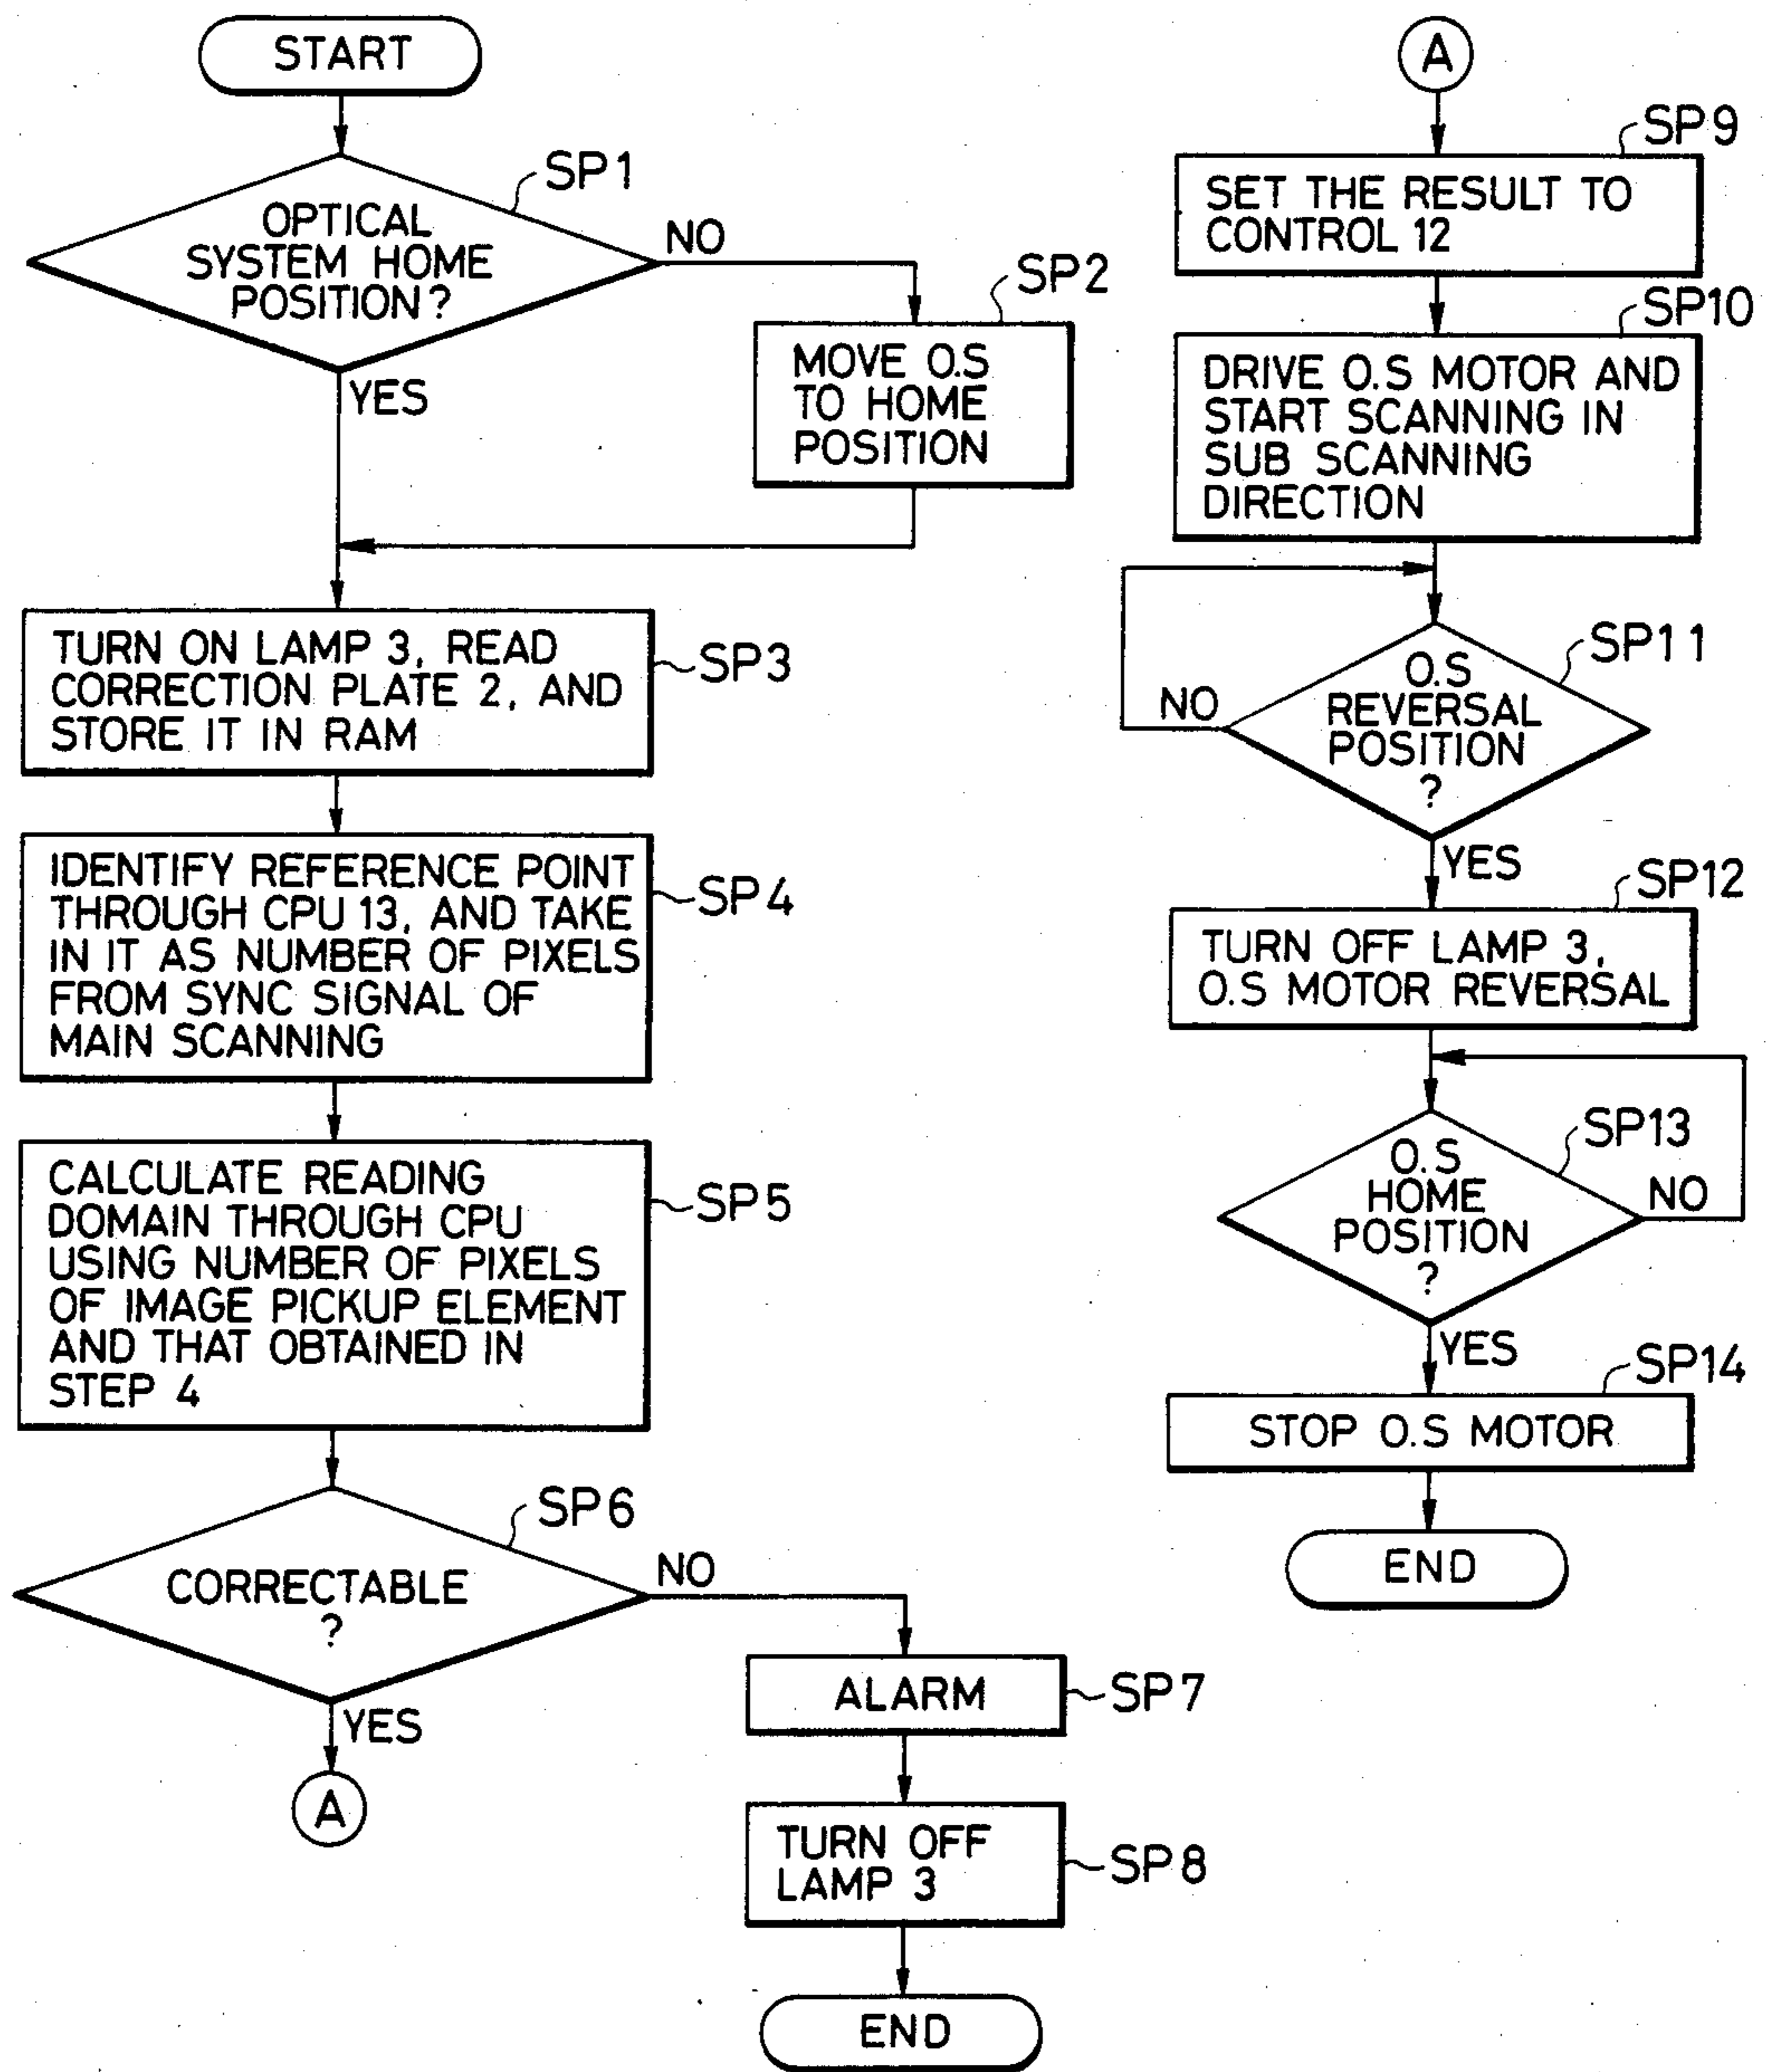 START
SP1
OPTICAL
SYSTEM HOME
POSITION?
NO
YES
SP2
MOVE O.S
TO HOME
POSITION
TURN ON LAMP 3, READ
CORRECTION PLATE 2, AND
STORE IT IN RAM
SP3
IDENTIFY REFERENCE POINT
THROUGH CPU 13, AND TAKE
IN IT AS NUMBER OF PIXELS
FROM SYNC SIGNAL OF
MAIN SCANNING
SP4
CALCULATE READING
DOMAIN THROUGH CPU
USING NUMBER OF PIXELS
OF IMAGE PICKUP ELEMENT
AND THAT OBTAINED IN
STEP 4
SP5
SP6
CORRECTABLE
?
NO
YES
A
ALARM
SP7
TURN OFF
LAMP 3
SP8
END
A
SP9
SET THE RESULT TO
CONTROL 12
SP10
DRIVE O.S MOTOR AND
START SCANNING IN
SUB SCANNING
DIRECTION
SP11
O.S
REVERSAL
POSITION
?
NO
YES
SP12
TURN OFF LAMP 3,
O.S MOTOR REVERSAL
SP13
O.S
HOME
POSITION
?
NO
YES
SP14
STOP O.S MOTOR
END